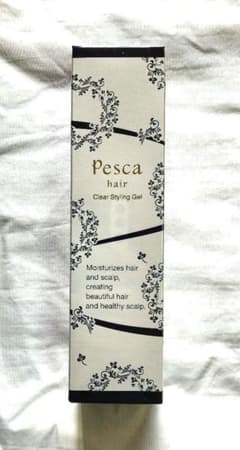 Pesca
hair
Clear Styling Gel
Moisturizes hair
and scalp,
creating
beautiful hair
and healthy scalp.